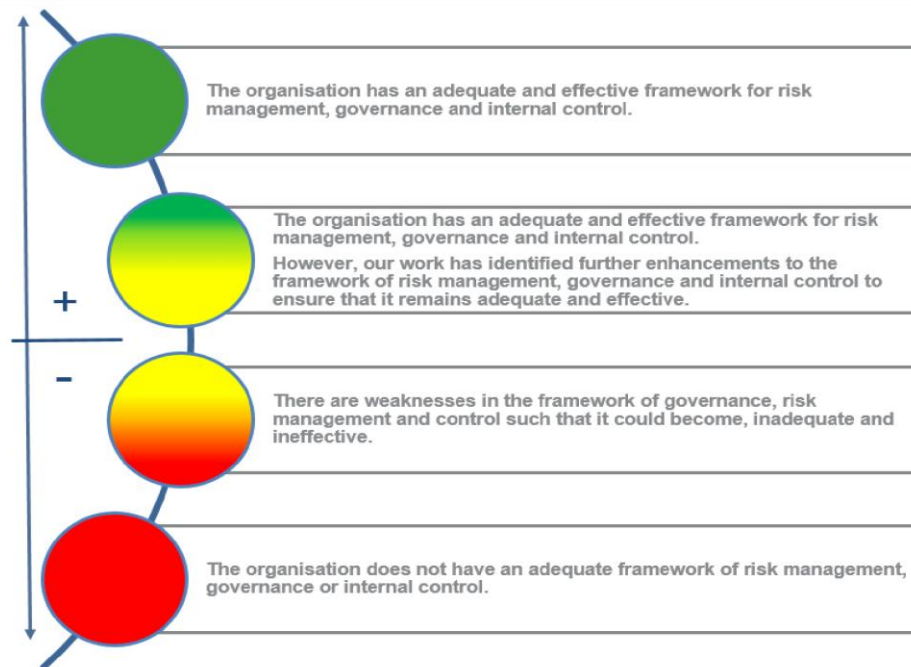 The organisation has an adequate and effective framework for risk
management, governance and internal control.
The organisation has an adequate and effective framework for risk
management, governance and internal control.
However, our work has identified further enhancements to the
framework of risk management, governance and internal control to
ensure that it remains adequate and effective.
+
-
There are weaknesses in the framework of governance, risk
management and control such that it could become, inadequate and
ineffective.
The organisation does not have an adequate framework of risk management,
governance or internal control.